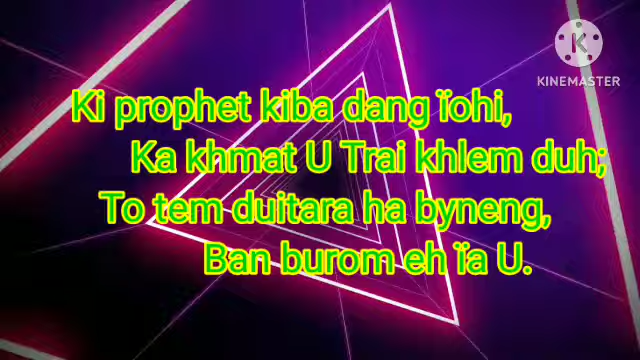 KINEMASTER
Ki prophet kiba dang ïohi,
Ka khmat U Trai khlem duh;
To tem duitara ha byneng,
Ban burom eh ïa U.